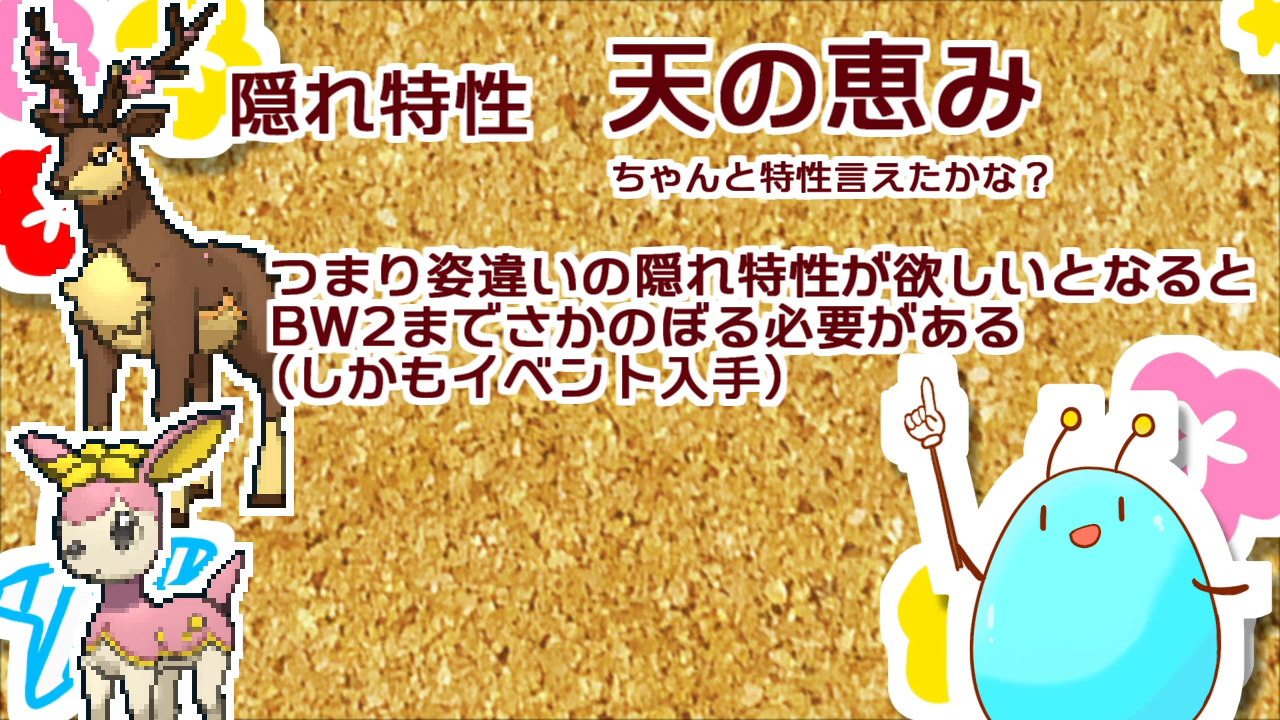 隠れ特性 天の恵み
ちゃんと特性言えたかな？
つまり姿違いの隠れ特性が欲しいとなると
BW2までさかのぼる必要がある
（しかもイベント入手）